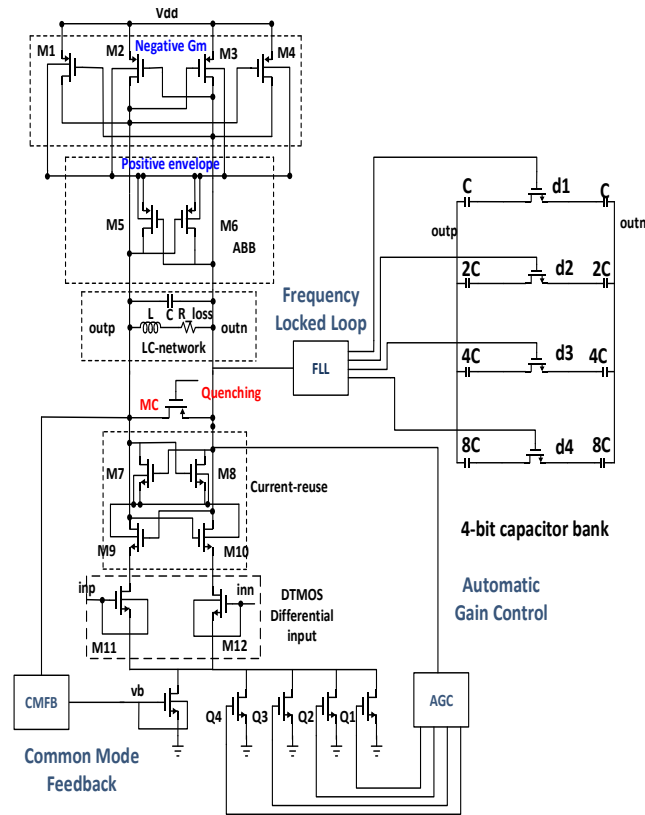 Vdd
M1
M2
Negative Gm
M3
M4
Positive envelope
M5
M6
ABB
C
L
R_loss
outp
outn
LC-network
Quenching
MC
M7
M8
Current-reuse
M9
M10
inp
inn
DTMOS
Differential
input
M11
M12
CMFB
vb
Q4
Q3
Q2
Q1
AGC
Common Mode
Feedback
Frequency
Locked Loop
FLL
C
d1
C
outp
outn
2C
d2
2C
4C
d3
4C
8C
d4
8C
4-bit capacitor bank
Automatic
Gain Control